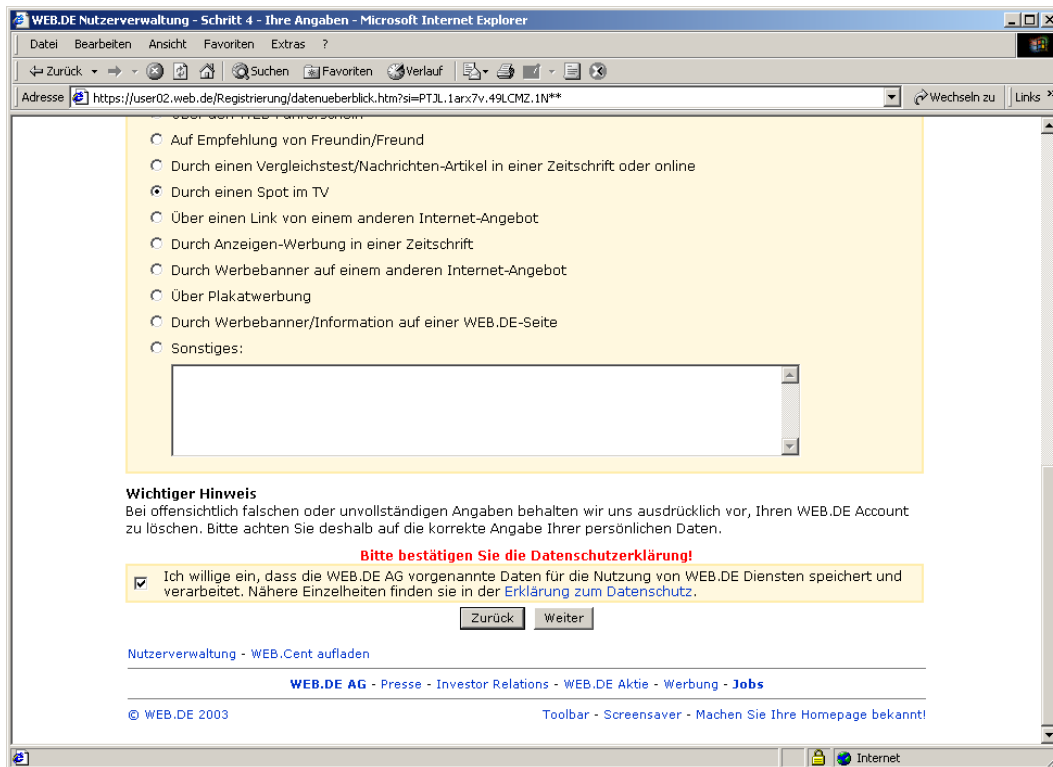 WEB.DE Nutzerverwaltung - Schritt 4 - Ihre Angaben - Microsoft Internet Explorer
Datei Bearbeiten Ansicht Favoriten Extras ?
Zurück Suchen Favoriten Verlauf
Adresse https://user02.web.de/Registrierung/datenueberblick.htm?si=PTJL.1arx7v.49LCMZ.1N** Wechseln zu Links »
Über den WEB-Führerschein
Auf Empfehlung von Freundin/Freund
Durch einen Vergleichstest/Nachrichten-Artikel in einer Zeitschrift oder online
Durch einen Spot im TV
Über einen Link von einem anderen Internet-Angebot
Durch Anzeigen-Werbung in einer Zeitschrift
Durch Werbebanner auf einem anderen Internet-Angebot
Über Plakatwerbung
Durch Werbebanner/Information auf einer WEB.DE-Seite
Sonstiges:
Wichtiger Hinweis
Bei offensichtlich falschen oder unvollständigen Angaben behalten wir uns ausdrücklich vor, Ihren WEB.DE Account
zu löschen. Bitte achten Sie deshalb auf die korrekte Angabe Ihrer persönlichen Daten.
Bitte bestätigen Sie die Datenschutzerklärung!
Ich willige ein, dass die WEB.DE AG vorgenannte Daten für die Nutzung von WEB.DE Diensten speichert und
verarbeitet. Nähere Einzelheiten finden sie in der Erklärung zum Datenschutz.
Zurück Weiter
Nutzerverwaltung - WEB.Cent aufladen
WEB.DE AG - Presse - Investor Relations - WEB.DE Aktie - Werbung - Jobs
© WEB.DE 2003 Toolbar - Screensaver - Machen Sie Ihre Homepage bekannt!
Internet